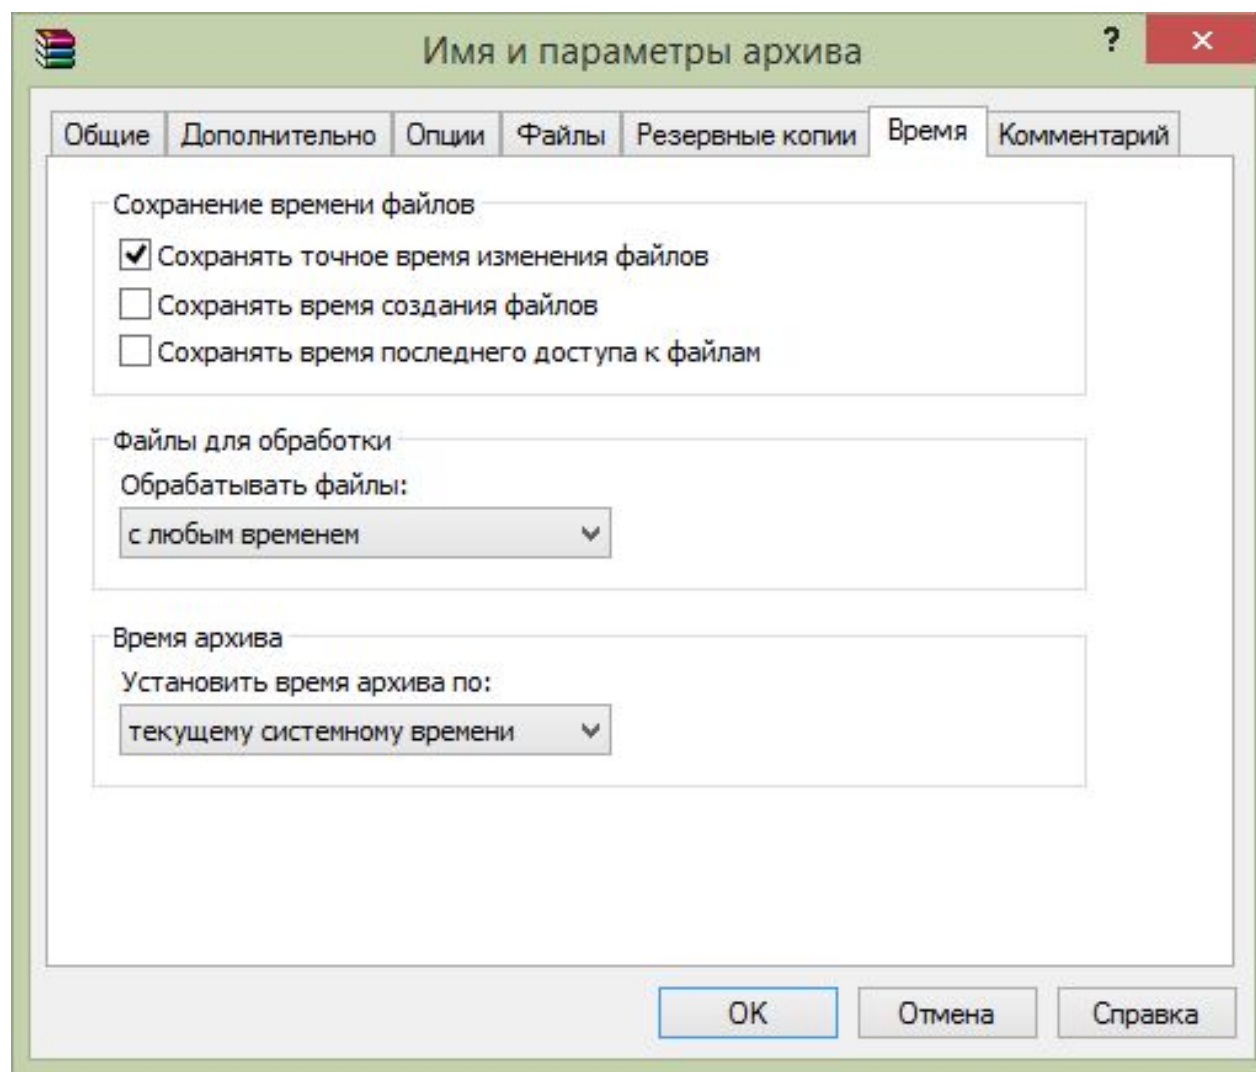 Имя и параметры архива
?
Общие Дополнительно Опции Файлы Резервные копии Время Комментарий
Сохранение времени файлов
Сохранять точное время изменения файлов
Сохранять время создания файлов
Сохранять время последнего доступа к файлам
Файлы для обработки
Обрабатывать файлы:
с любым временем
Время архива
Установить время архива по:
текущему системному времени
ОК Отмена Справка